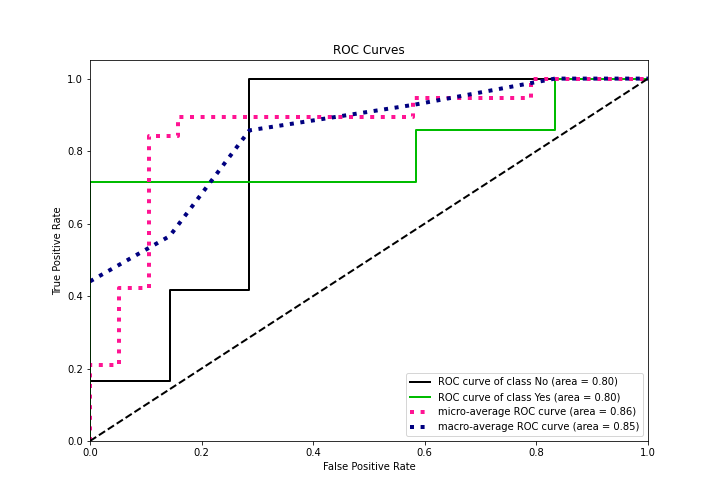 ROC Curves
True Positive Rate
1.0
0.8
0.6
0.4
0.2
0.0
0.0 0.2 0.4 0.6 0.8 1.0
False Positive Rate
ROC curve of class No (area = 0.80)
ROC curve of class Yes (area = 0.80)
micro-average ROC curve (area = 0.86)
macro-average ROC curve (area = 0.85)